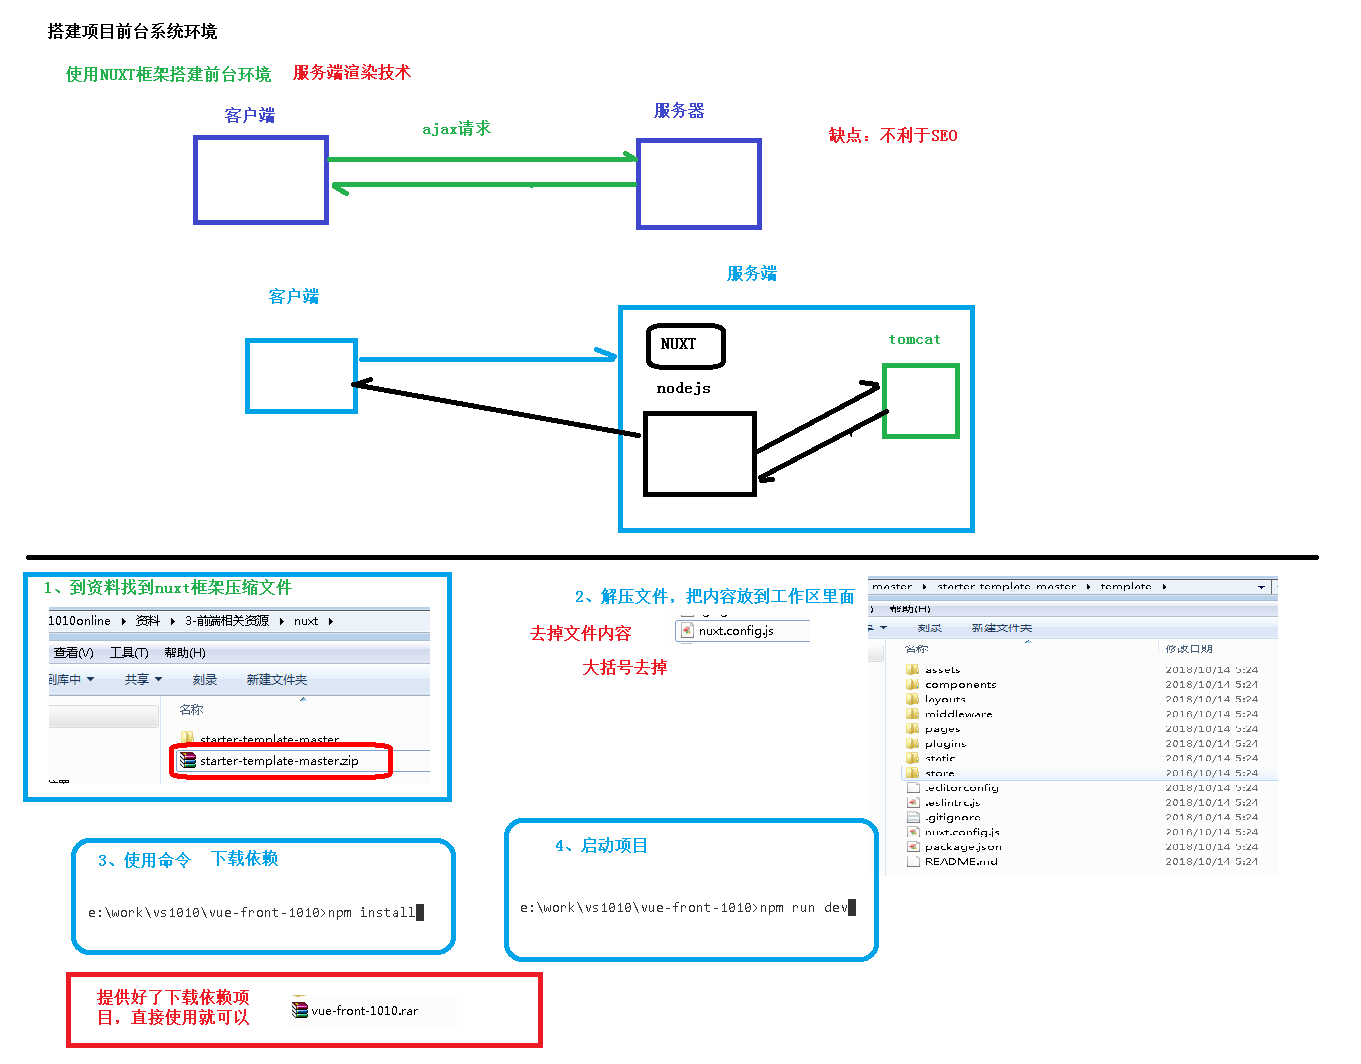 搭建项目前台系统环境
使用NUXT框架搭建前台环境 服务端渲染技术
客户端
ajax请求
服务器
缺点：不利于SEO
客户端
服务端
NUXT
nodejs
tomcat
1、到资料找到nuxt框架压缩文件
1010online 资料 3-前端相关资源 nuxt
查看(V) 工具(T) 帮助(H)
到库中 共享 刻录 新建文件夹
名称
starter-template-master
starter-template-master.zip
2、解压文件，把内容放到工作区里面
去掉文件内容
nuxt.config.js
大括号去掉
master starter-template-master template
帮助(H)
刻录 新建文件夹
名称 修改日期
assets 2018/10/14 5:24
components 2018/10/14 5:24
layouts 2018/10/14 5:24
middleware 2018/10/14 5:24
pages 2018/10/14 5:24
plugins 2018/10/14 5:24
static 2018/10/14 5:24
store 2018/10/14 5:24
.editorconfig 2018/10/14 5:24
.eslintrc.js 2018/10/14 5:24
.gitignore 2018/10/14 5:24
nuxt.config.js 2018/10/14 5:24
package.json 2018/10/14 5:24
README.md 2018/10/14 5:24
3、使用命令 下载依赖
e:\work\vs1010\vue-front-1010>npm install
4、启动项目
e:\work\vs1010\vue-front-1010>npm run dev
提供好了下载依赖项
目，直接使用就可以
vue-front-1010.rar